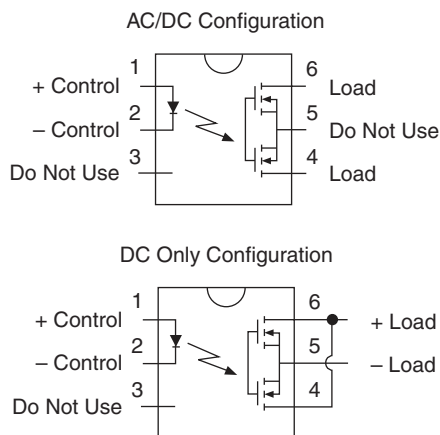 AC/DC Configuration
1 6
+ Control Load
2 5
– Control Do Not Use
3 4
Do Not Use Load
DC Only Configuration
1 6
+ Control + Load
2 5
– Control – Load
3 4
Do Not Use